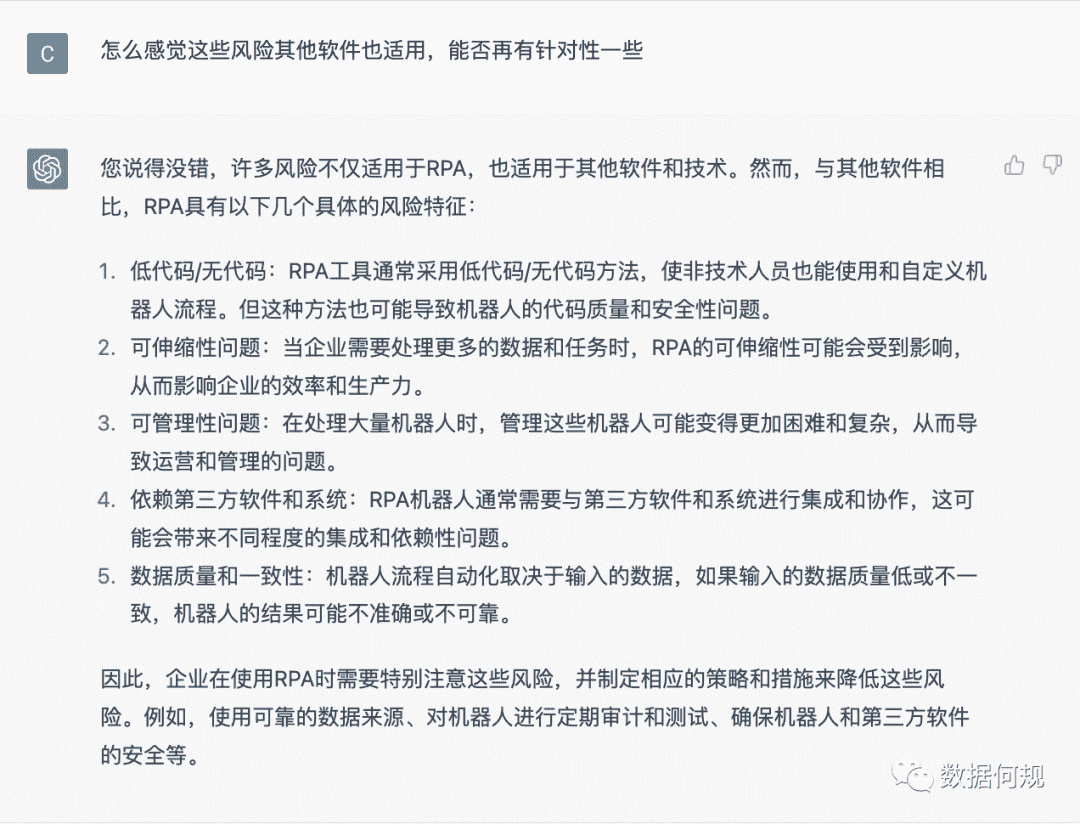 C
怎么感觉这些风险其他软件也适用，能否再有针对性一些
您说得没错，许多风险不仅适用于RPA，也适用于其他软件和技术。然而，与其他软件相
比，RPA具有以下几个具体的风险特征：
1. 低代码/无代码：RPA工具通常采用低代码/无代码方法，使非技术人员也能使用和自定义机
器人流程。但这种方法也可能导致机器人的代码质量和安全性问题。
2. 可伸缩性问题：当企业需要处理更多的数据和任务时，RPA的可伸缩性可能会受到影响，
从而影响企业的效率和生产力。
3. 可管理性问题：在处理大量机器人时，管理这些机器人可能变得更加困难和复杂，从而导
致运营和管理的问题。
4. 依赖第三方软件和系统：RPA机器人通常需要与第三方软件和系统进行集成和协作，这可
能会带来不同程度的集成和依赖性问题。
5. 数据质量和一致性：机器人流程自动化取决于输入的数据，如果输入的数据质量低或不一
致，机器人的结果可能不准确或不可靠。
因此，企业在使用RPA时需要特别注意这些风险，并制定相应的策略和措施来降低这些风
险。例如，使用可靠的数据来源、对机器人进行定期审计和测试、确保机器人和第三方软件
的安全等。
数据何规